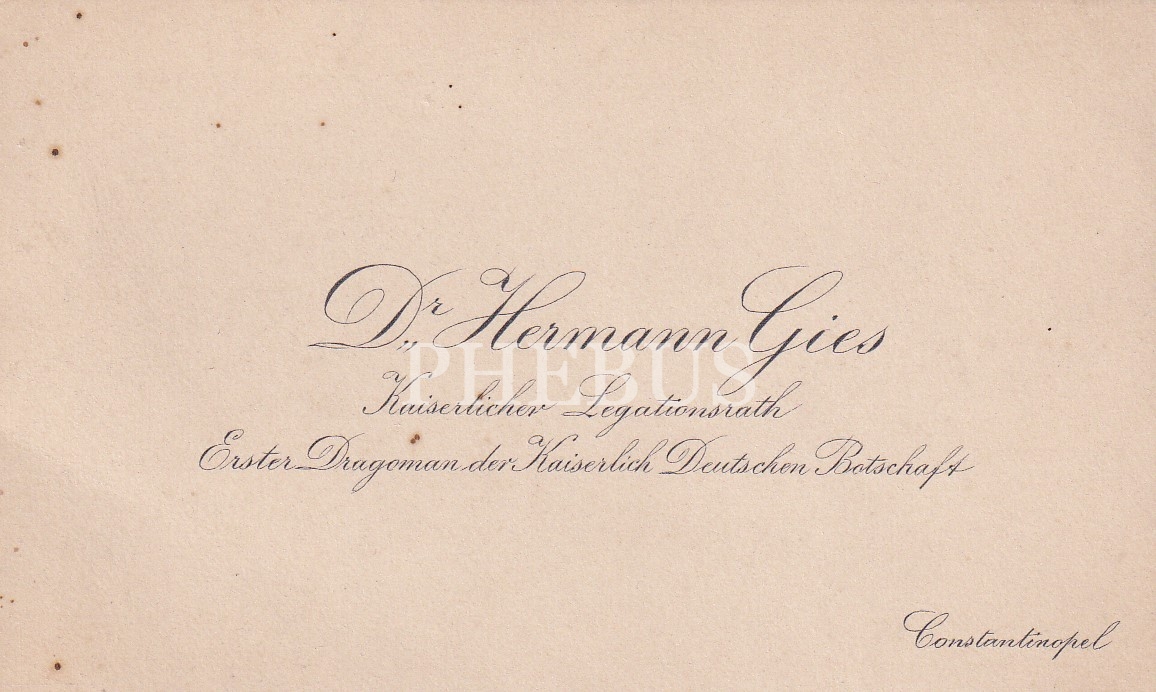 Dr. Hermann Gies
PHEBUS
Kaiserlicher Legationsrath
Erster Dragoman der Kaiserlich Deutschen Botschaft
Constantinopel